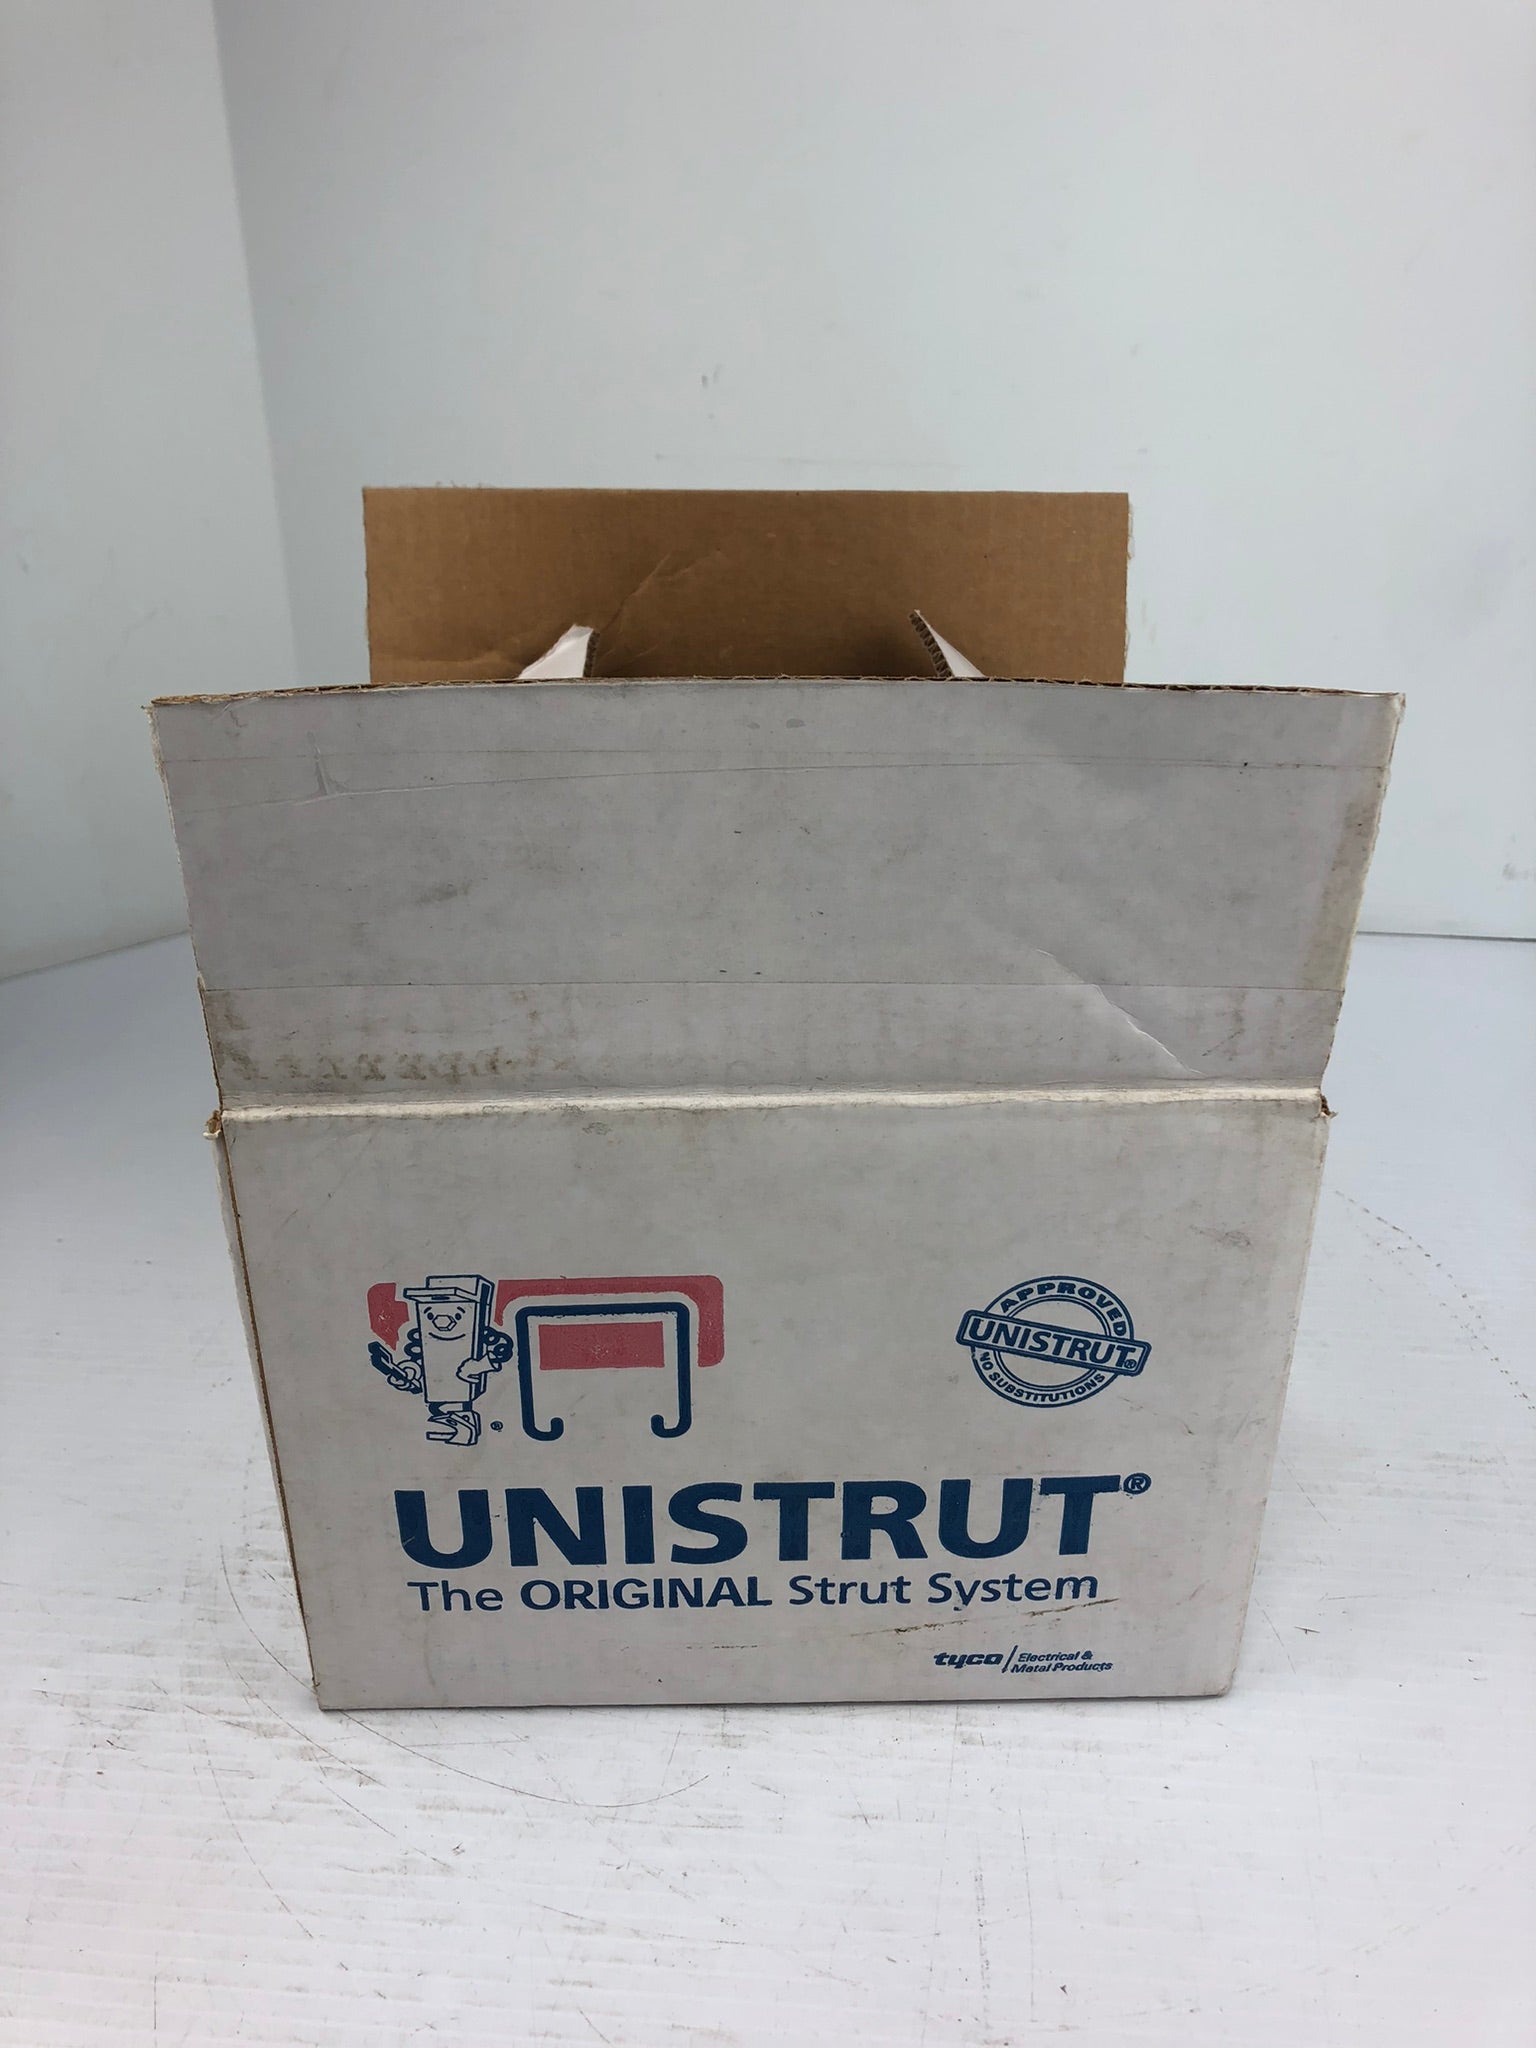 APPROVED
UNISTRUT®
NO SUBSTITUTIONS
®
UNISTRUT®
The ORIGINAL Strut System
tyco / Electrical &
Metal Products